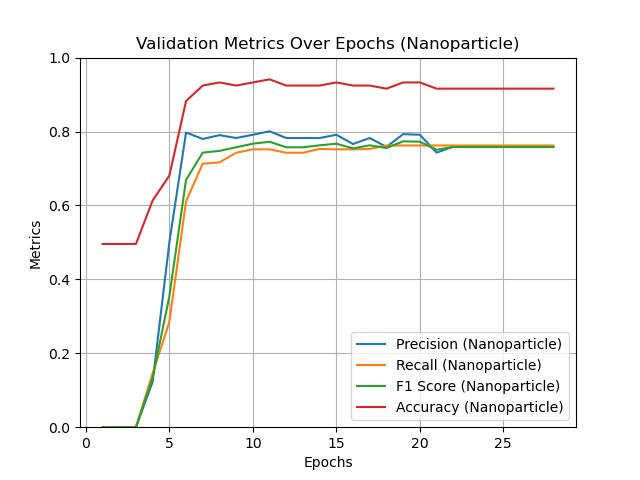 Validation Metrics Over Epochs (Nanoparticle)
1.0
0.8
0.6
0.4
0.2
0.0
Metrics
0 5 10 15 20 25
Epochs
Precision (Nanoparticle)
Recall (Nanoparticle)
F1 Score (Nanoparticle)
Accuracy (Nanoparticle)